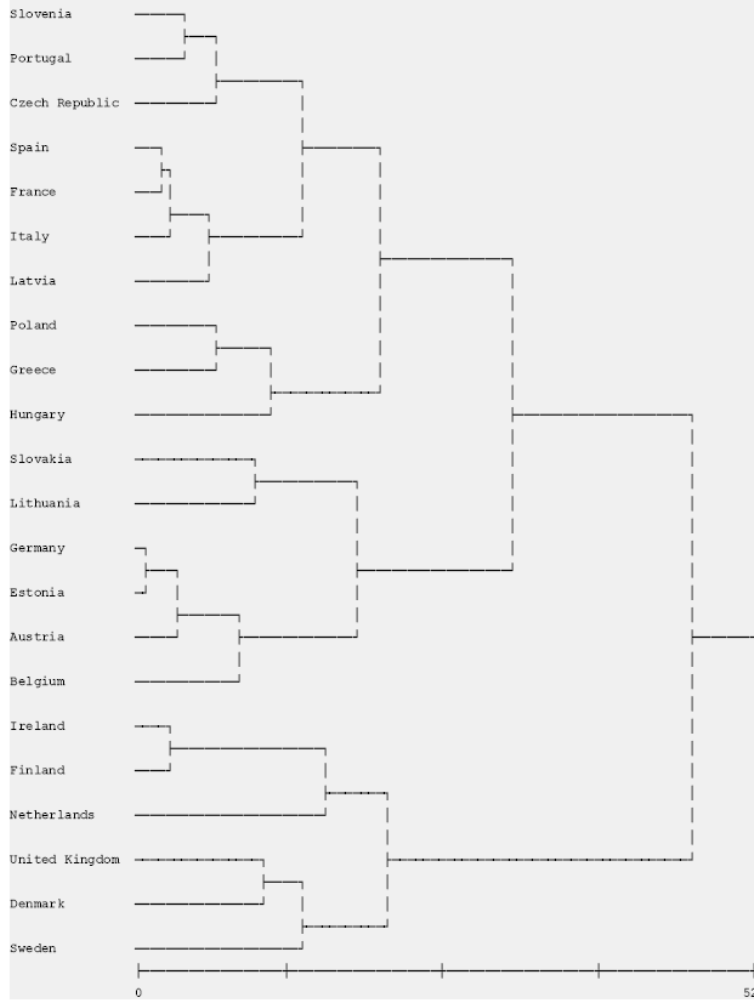 Slovenia
Portugal
Czech Republic
Spain
France
Italy
Latvia
Poland
Greece
Hungary
Slovakia
Lithuania
Germany
Estonia
Austria
Belgium
Ireland
Finland
Netherlands
United Kingdom
Denmark
Sweden
0 52